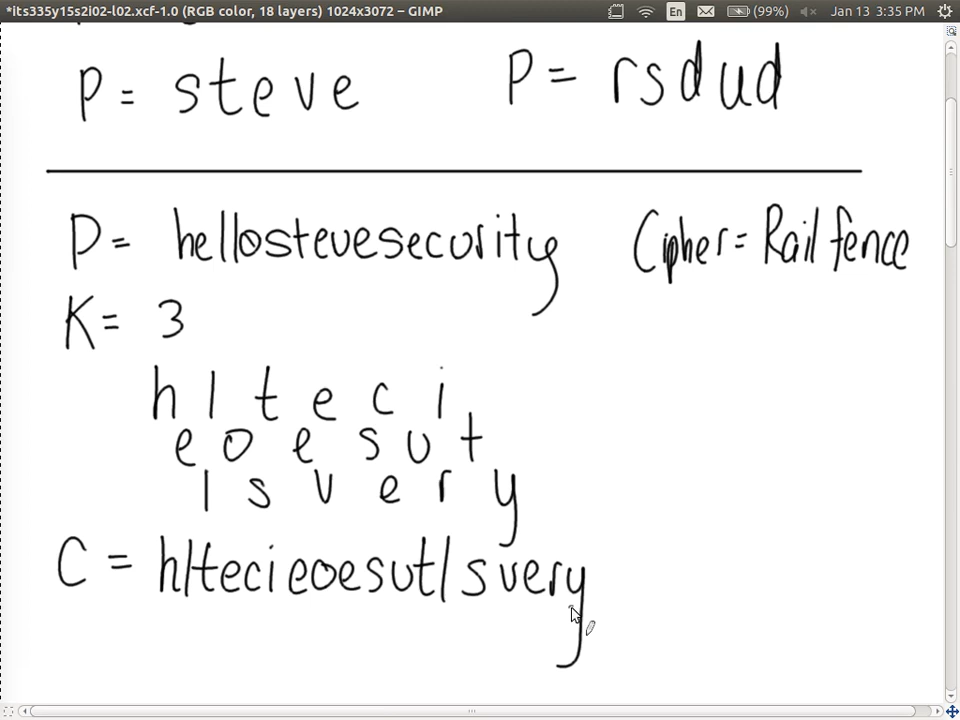 *its335y15s2i02-l02.xcf-1.0 (RGB color, 18 layers) 1024x3072 – GIMP En (99%) Jan 13 3:35 PM
P = steve P = rsdud
P = hellostevesecurity Cipher = Rail fence
K = 3
h l t e c i
e o e s u t
l s v e r y
C = hltecieoesutlsvery